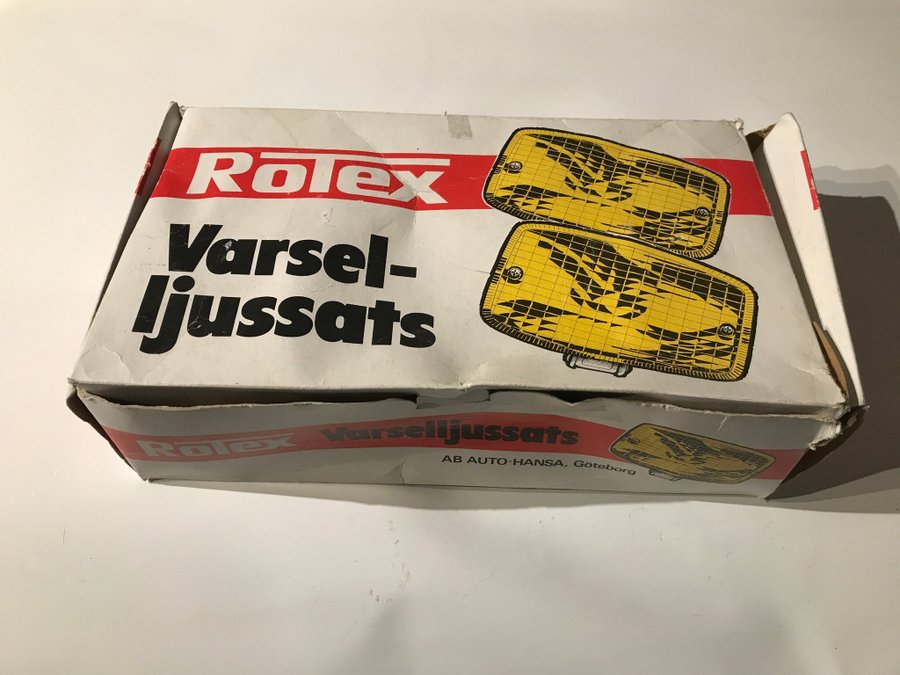 RoTex
Varsel-
ljussats
RoTex Varselljussats
AB AUTO-HANSA, Göteborg